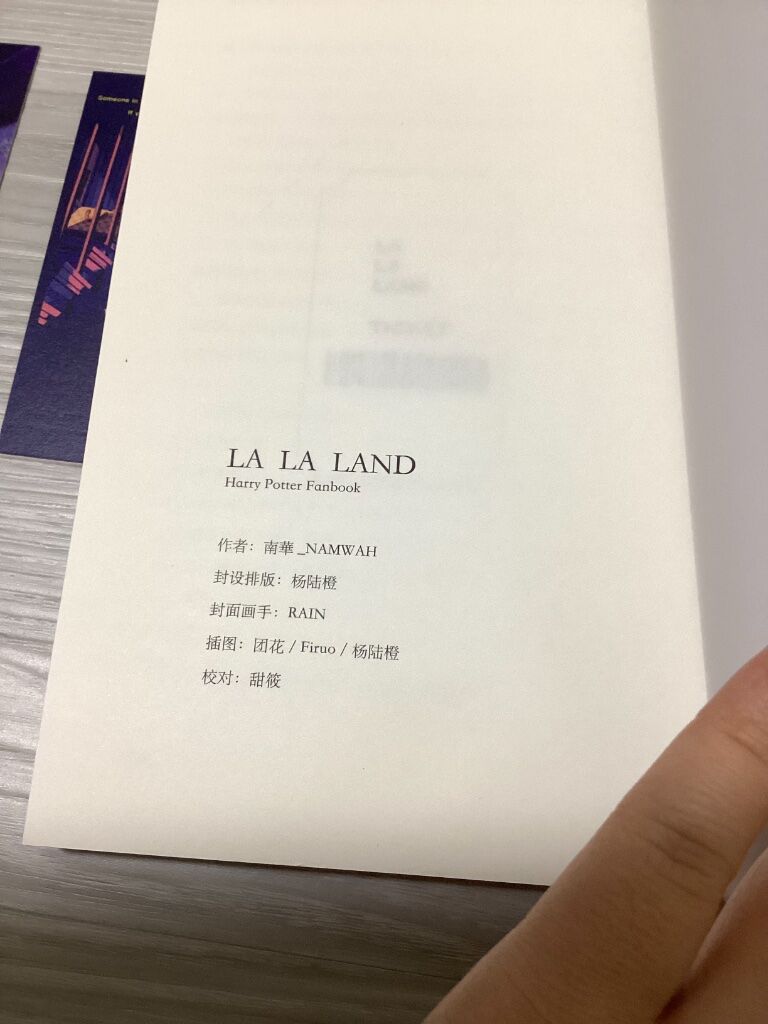 Someone in
LA LA LAND
Harry Potter Fanbook
作者：南華_NAMWAH
封设排版：杨陆橙
封面画手：RAIN
插图：团花 / Firuo / 杨陆橙
校对：甜筱